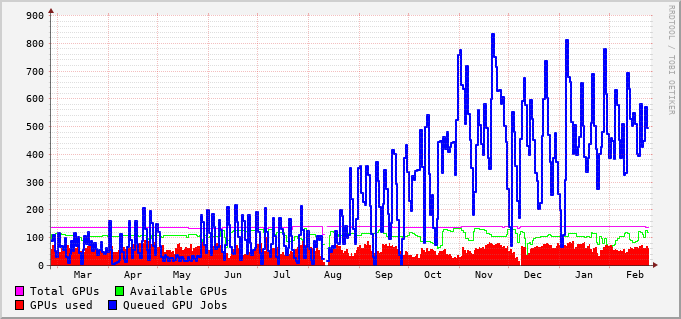 900
800
700
600
500
400
300
200
100
0
Mar Apr May Jun Jul Aug Sep Oct Nov Dec Jan Feb
Total GPUs Available GPUs
GPUs used Queued GPU Jobs
RRDTOOL / TOBI OETIKER